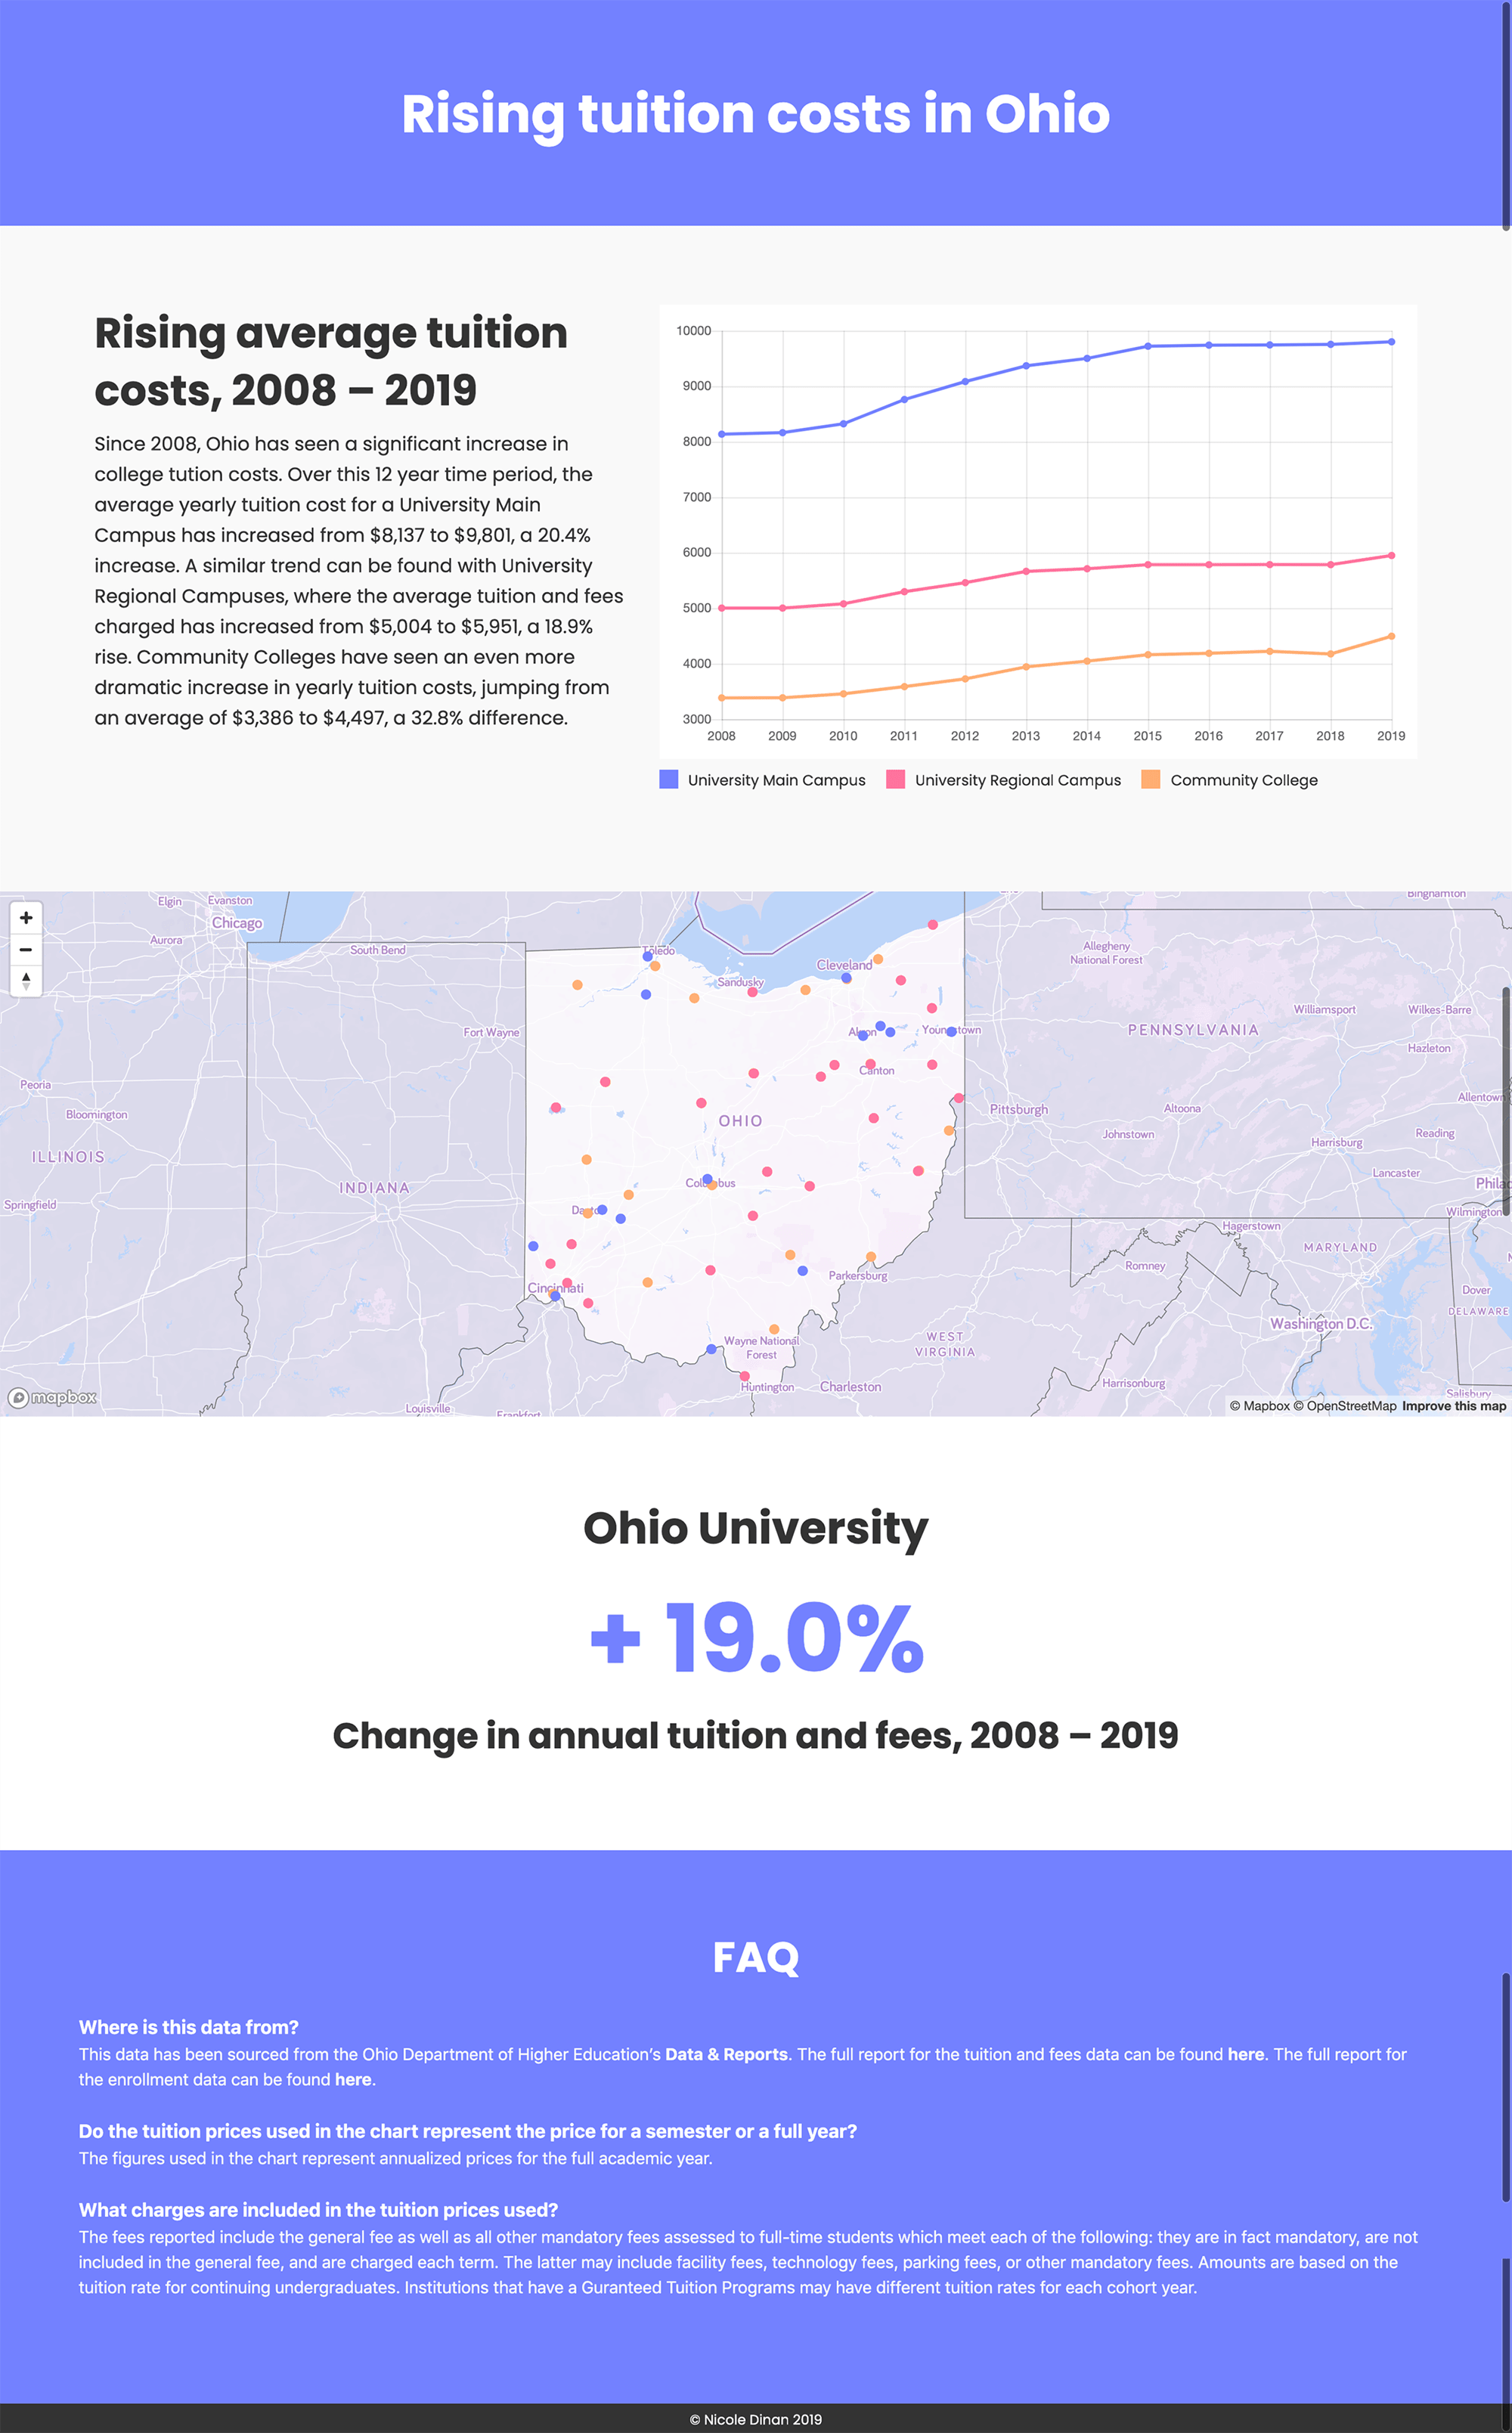 Rising tuition costs in Ohio
Rising average tuition
costs, 2008 – 2019
Since 2008, Ohio has seen a significant increase in
college tution costs. Over this 12 year time period, the
average yearly tuition cost for a University Main
Campus has increased from $8,137 to $9,801, a 20.4%
increase. A similar trend can be found with University
Regional Campuses, where the average tuition and fees
charged has increased from $5,004 to $5,951, a 18.9%
rise. Community Colleges have seen an even more
dramatic increase in yearly tuition costs, jumping from
an average of $3,386 to $4,497, a 32.8% difference.
10000
9000
8000
7000
6000
5000
4000
3000
2008 2009 2010 2011 2012 2013 2014 2015 2016 2017 2018 2019
University Main Campus University Regional Campus Community College
Elgin
Evanston
Chicago
Aurora
South Bend
Toledo
Sandusky
Cleveland
Erie
Binghamton
Allegheny
National Forest
Fort Wayne
Akron
Youngstown
Williamsport
Wilkes-Barre
PENNSYLVANIA
Hazleton
Canton
Peoria
Bloomington
OHIO
Pittsburgh
Altoona
Allentown
Johnstown
Harrisburg
Reading
ILLINOIS
Lancaster
INDIANA
Columbus
Springfield
Dayton
Wilmington
Hagerstown
MARYLAND
Romney
Parkersburg
Cincinnati
Dover
DELAWARE
Washington D.C.
WEST
VIRGINIA
Wayne National
Forest
Huntington
Charleston
Harrisonburg
Salisbury
Louisville
Frankfort
mapbox
© Mapbox © OpenStreetMap Improve this map
Ohio University
+ 19.0%
Change in annual tuition and fees, 2008 – 2019
FAQ
Where is this data from?
This data has been sourced from the Ohio Department of Higher Education’s Data & Reports. The full report for the tuition and fees data can be found here. The full report for
the enrollment data can be found here.
Do the tuition prices used in the chart represent the price for a semester or a full year?
The figures used in the chart represent annualized prices for the full academic year.
What charges are included in the tuition prices used?
The fees reported include the general fee as well as all other mandatory fees assessed to full-time students which meet each of the following: they are in fact mandatory, are not
included in the general fee, and are charged each term. The latter may include facility fees, technology fees, parking fees, or other mandatory fees. Amounts are based on the
tuition rate for continuing undergraduates. Institutions that have a Guranteed Tuition Programs may have different tuition rates for each cohort year.
© Nicole Dinan 2019